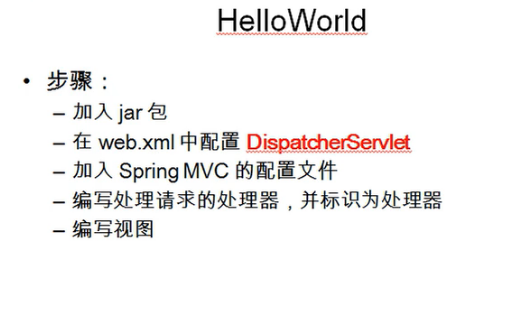 HelloWorld
• 步骤：
– 加入 jar 包
– 在 web.xml 中配置 DispatcherServlet
– 加入 Spring MVC 的配置文件
– 编写处理请求的处理器，并标识为处理器
– 编写视图